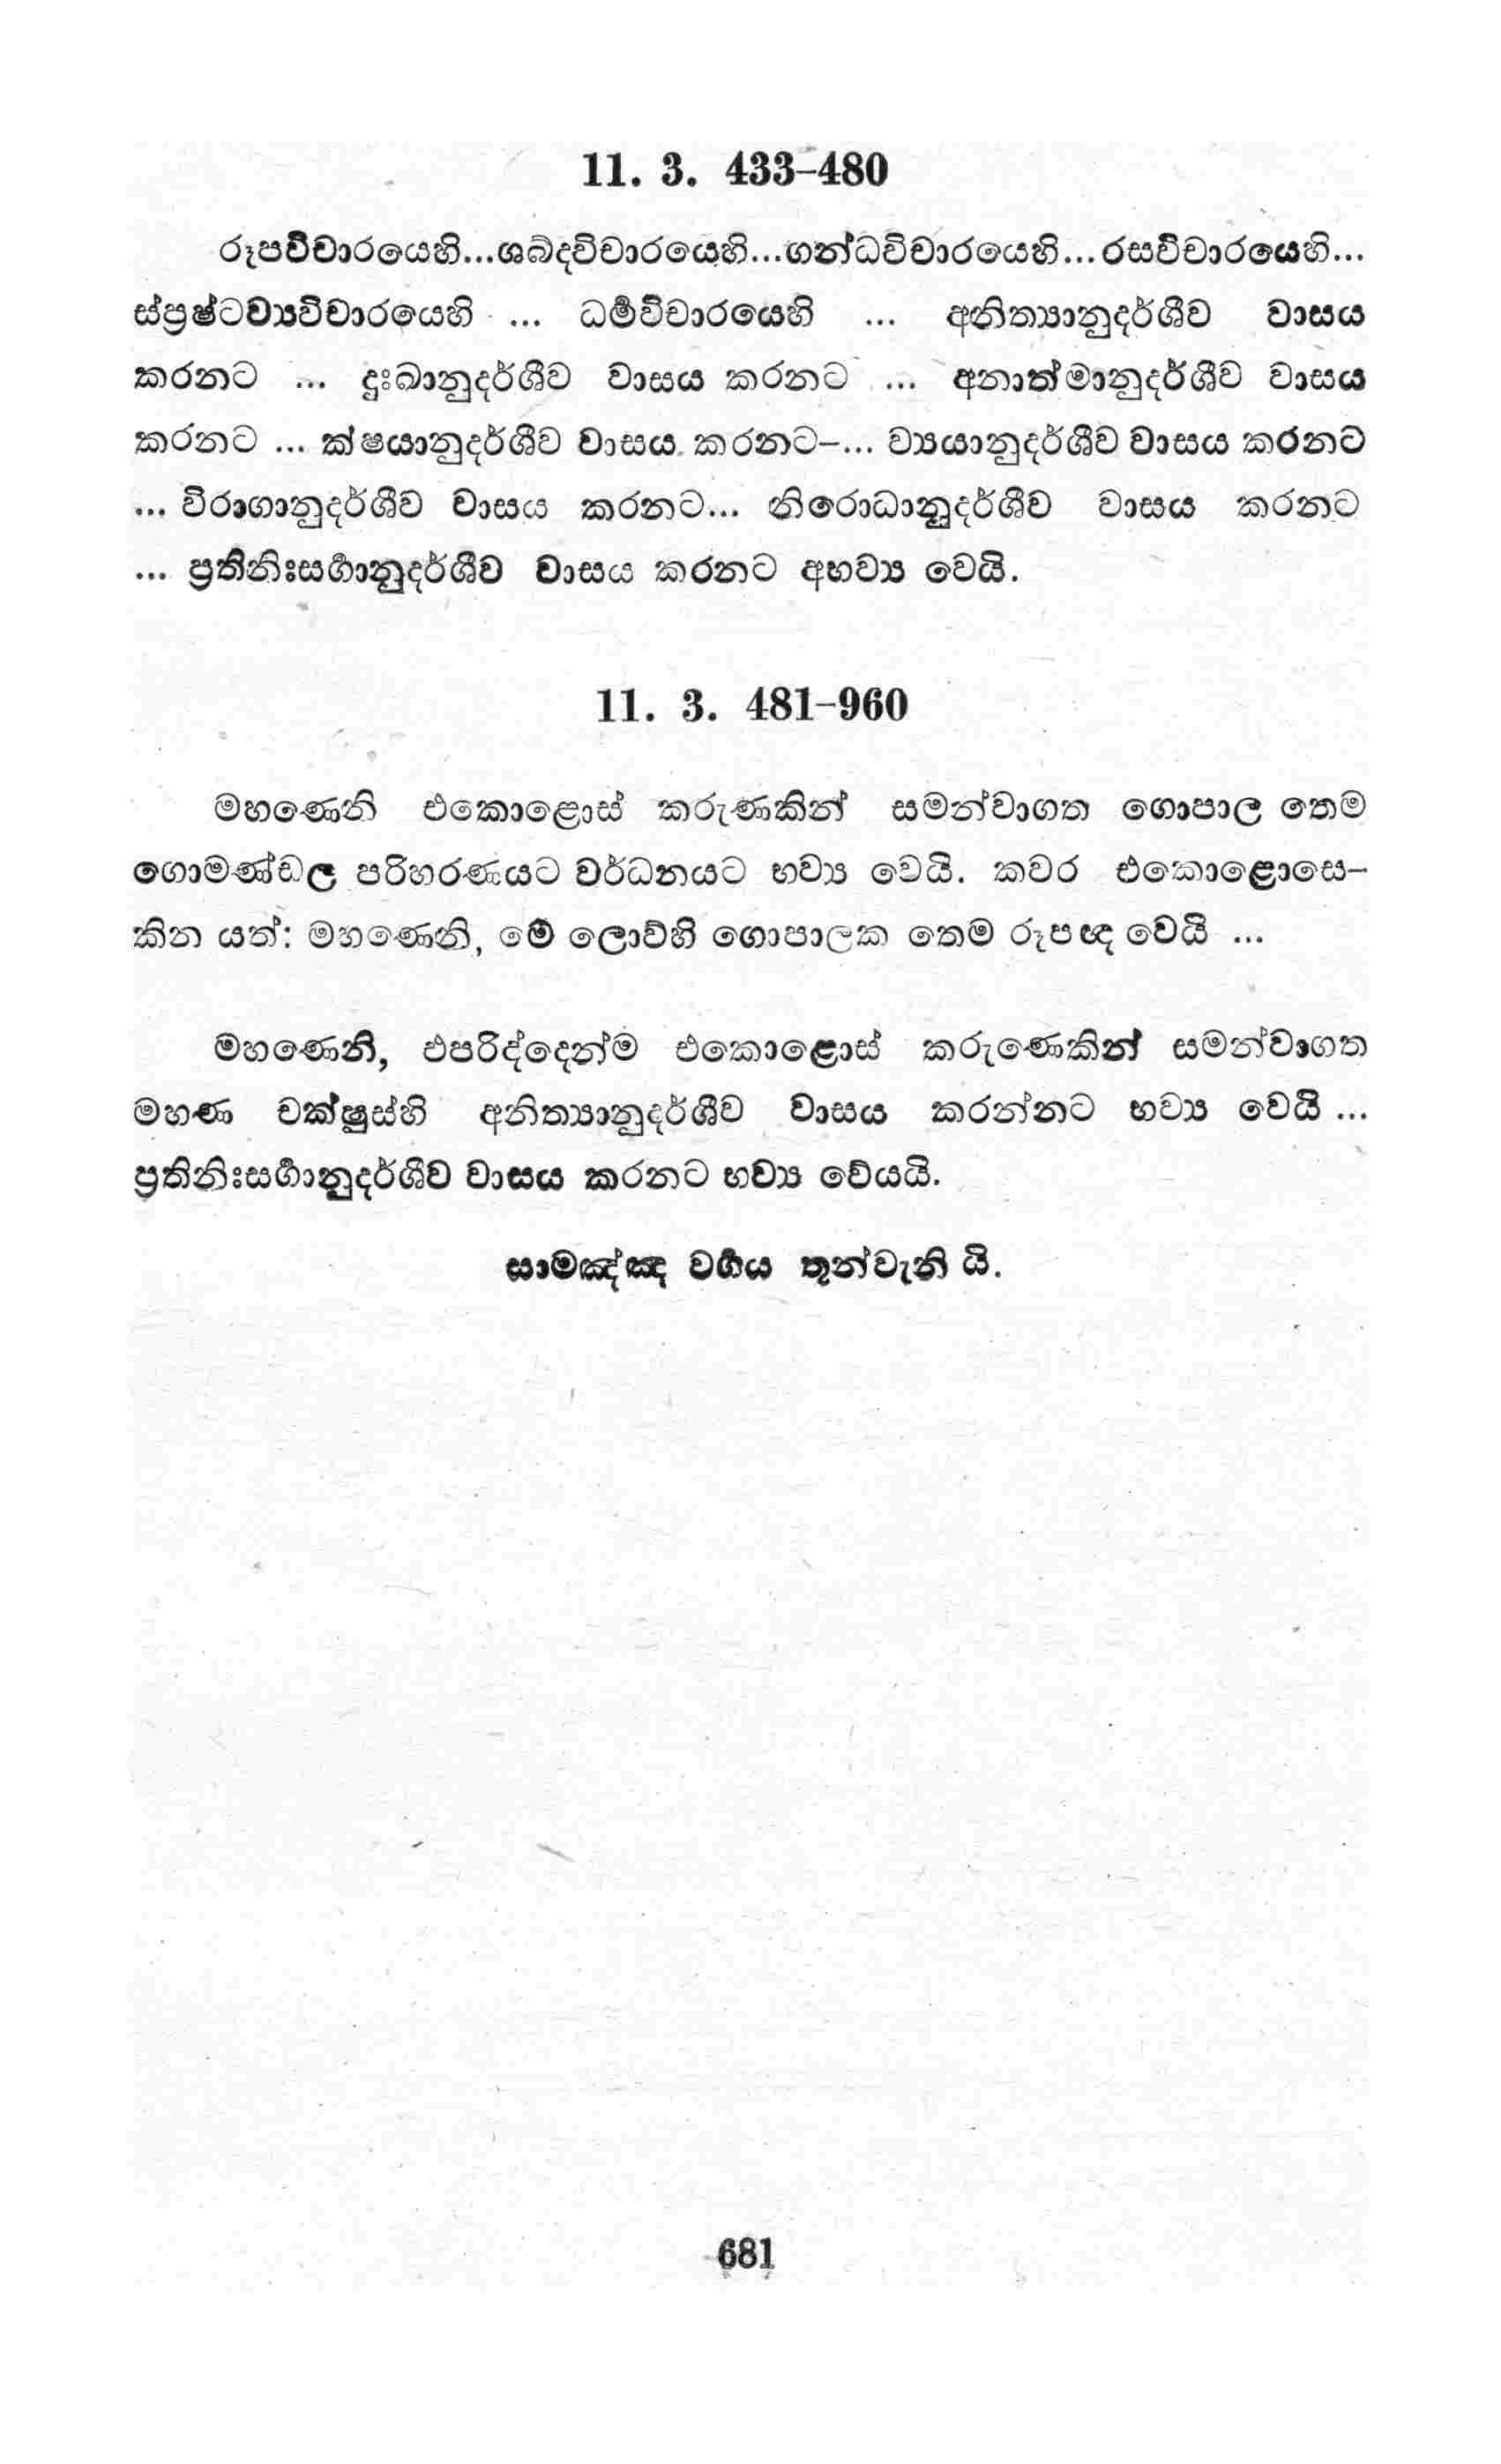 11. 3. 433-480
රූපවිචාරයෙහි...ශබ්දවිචාරයෙහි...ගන්ධවිචාරයෙහි...රසවිචාරයෙහි...
ස්ප්‍රෂ්ටව්‍යවිචාරයෙහි ... ධර්‍මවිචාරයෙහි ... අනිත්‍යානුදර්ශීව වාසය
කරනට ... දුඃඛානුදර්ශීව වාසය කරනට ... අනාත්මානුදර්ශීව වාසය
කරනට ... ක්ෂයානුදර්ශීව වාසය කරනට–... ව්‍යයානුදර්ශීව වාසය කරනට
... විරාගානුදර්ශීව වාසය කරනට... නිරොධානුදර්ශීව වාසය කරනට
... ප්‍රතිනිඃසර්‍ගානුදර්ශීව වාසය කරනට අභව්‍ය වෙයි.
11. 3. 481-960
මහණෙනි එකොළොස් කරුණකින් සමන්වාගත ගොපාල තෙම
ගොමණ්ඩල පරිහරණයට වර්ධනයට භව්‍ය වෙයි. කවර එකොළොසෙ–
කින යත්: මහණෙනි, මේ ලොව්හි ගොපාලක තෙම රූපඥ වෙයි ...
මහණෙනි, එපරිද්දෙන්ම එකොළොස් කරුණෙකින් සමන්වාගත
මහණ චක්ෂුස්හි අනිත්‍යානුදර්ශීව වාසය කරන්නට භව්‍ය වෙයි ...
ප්‍රතිනිඃසර්‍ගානුදර්ශීව වාසය කරනට භව්‍ය වේයයි.
සාමඤ්ඤ වර්‍ගය තුන්වැනි යි.
681